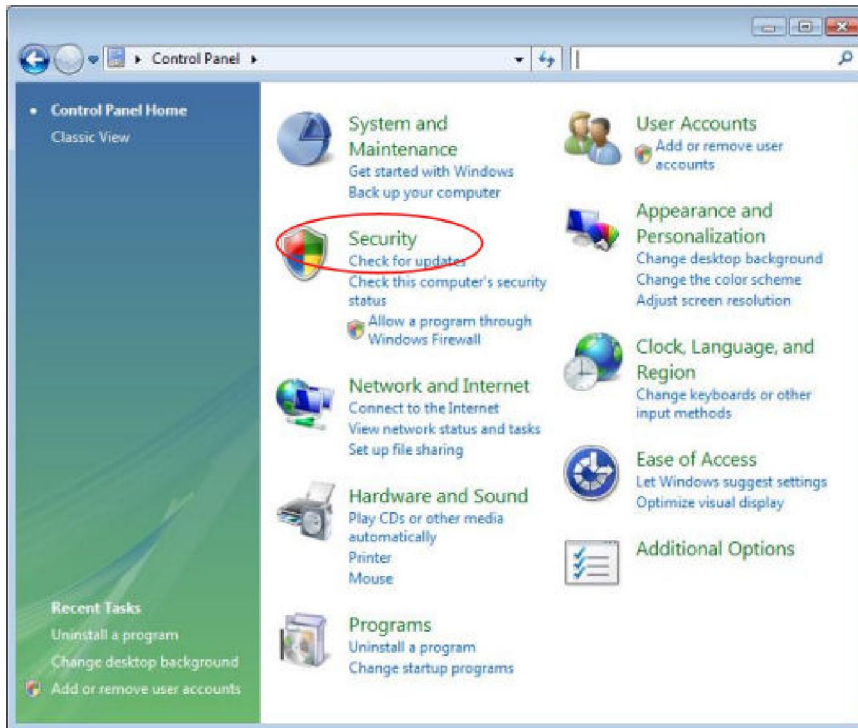 Control Panel
Control Panel Home
Classic View
System and
Maintenance
Get started with Windows
Back up your computer
Security
Check for updates
Check this computer's security
status
Allow a program through
Windows Firewall
Network and Internet
Connect to the Internet
View network status and tasks
Set up file sharing
Hardware and Sound
Play CDs or other media
automatically
Printer
Mouse
Programs
Uninstall a program
Change startup programs
User Accounts
Add or remove user
accounts
Appearance and
Personalization
Change desktop background
Change the color scheme
Adjust screen resolution
Clock, Language, and
Region
Change keyboards or other
input methods
Ease of Access
Let Windows suggest settings
Optimize visual display
Additional Options
Recent Tasks
Uninstall a program
Change desktop background
Add or remove user accounts